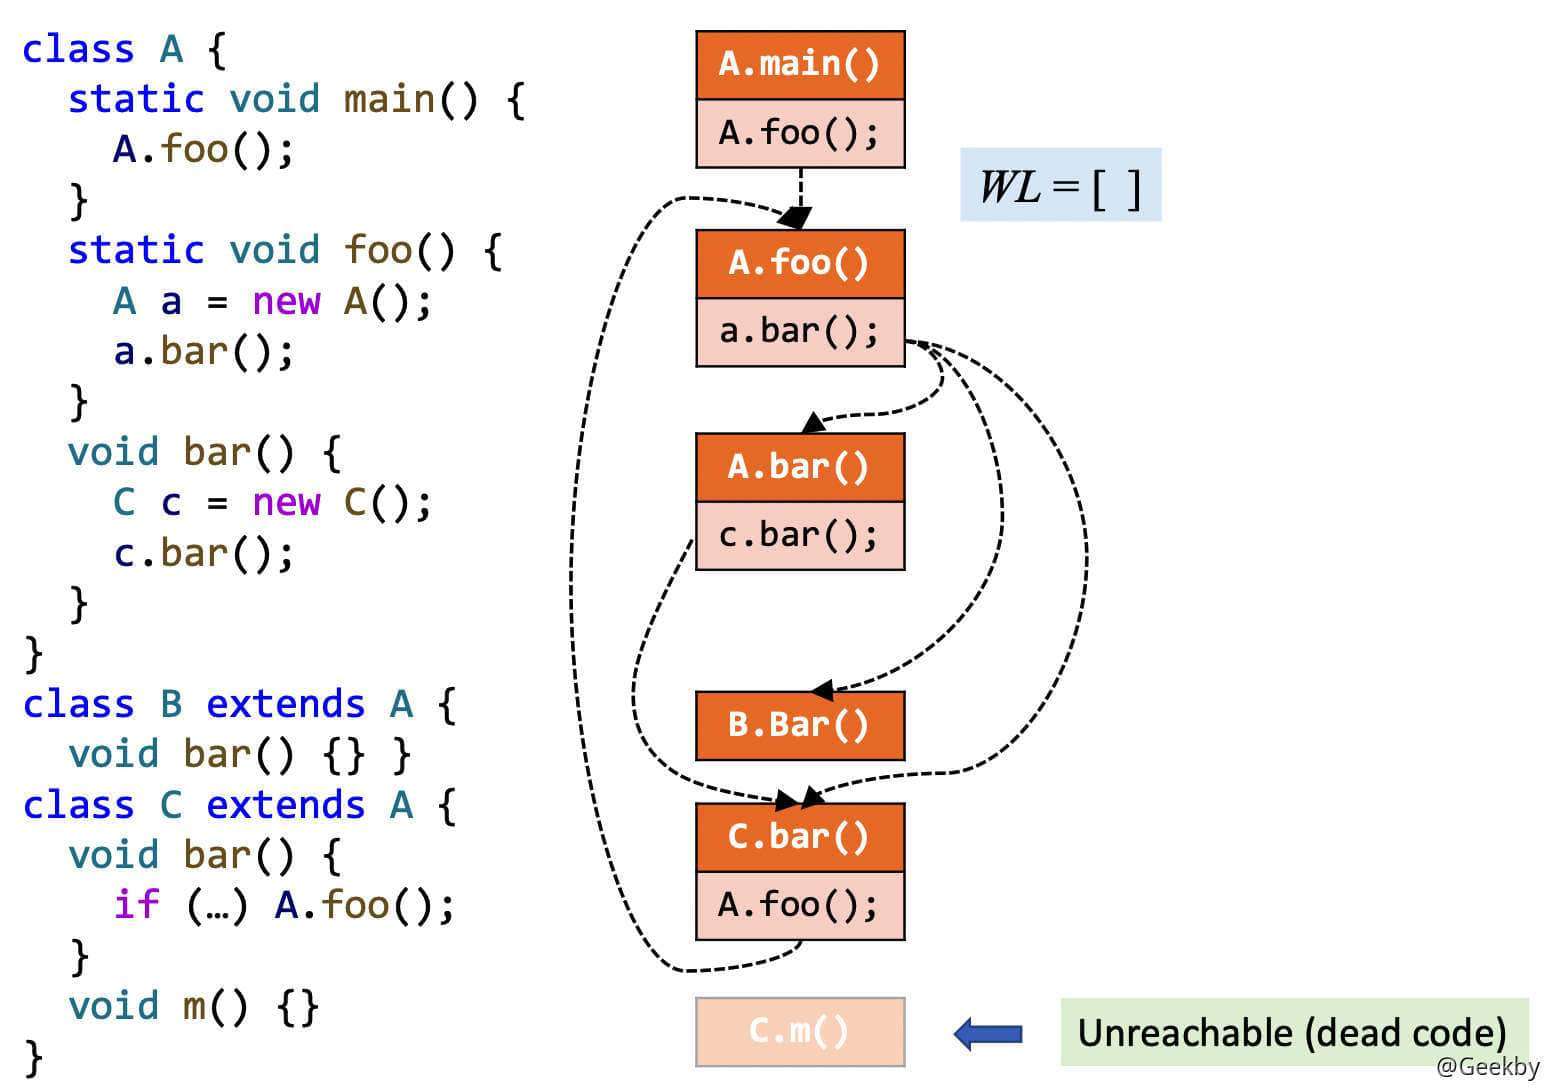 class A {
static void main() {
A.foo();
}
static void foo() {
A a = new A();
a.bar();
}
void bar() {
C c = new C();
c.bar();
}
}
class B extends A {
void bar() {} }
class C extends A {
void bar() {
if (…) A.foo();
}
void m() {}
}
A.main()
A.foo();
WL = [ ]
A.foo()
a.bar();
A.bar()
c.bar();
B.Bar()
C.bar()
A.foo();
C.m()
Unreachable (dead code)
@Geekby